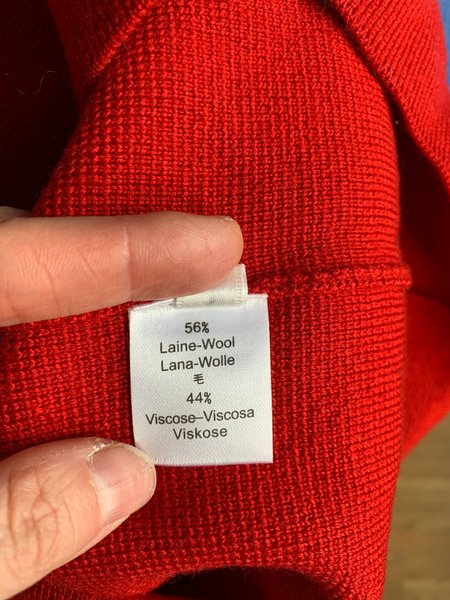 56%
Laine-Wool
Lana-Wolle
毛
44%
Viscose-Viscosa
Viskose